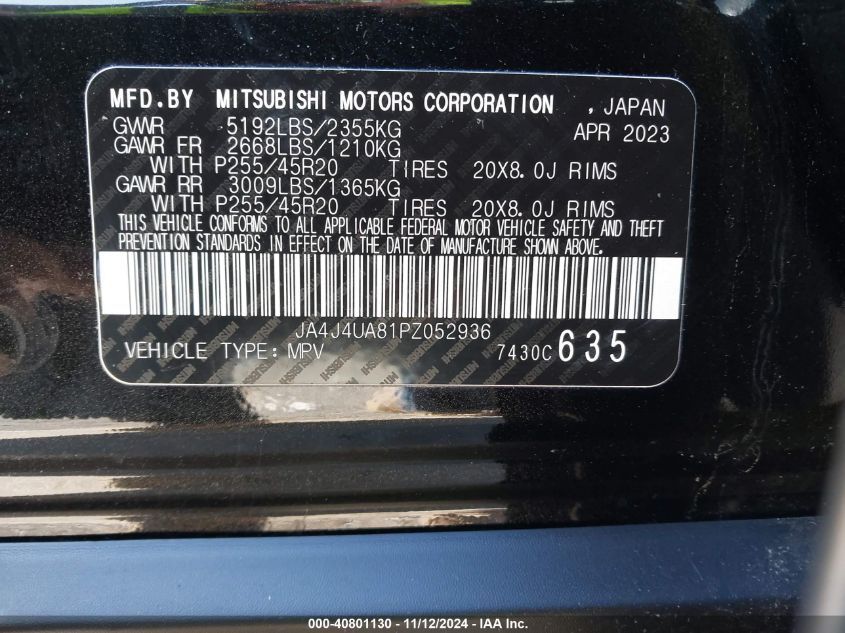 MFD.BY MITSUBISHI MOTORS CORPORATION , JAPAN
GVWR 5192LBS/2355KG APR 2023
GAWR FR 2668LBS/1210KG
WITH P255/45R20 TIRES 20X8.0J RIMS
GAWR RR 3009LBS/1365KG
WITH P255/45R20 TIRES 20X8.0J RIMS
THIS VEHICLE CONFORMS TO ALL APPLICABLE FEDERAL MOTOR VEHICLE SAFETY AND THEFT
PREVENTION STANDARDS IN EFFECT ON THE DATE OF MANUFACTURE SHOWN ABOVE.
JA4J4UA81PZ052936
VEHICLE TYPE: MPV 7430C 635
000-40801130 - 11/12/2024 - IAA Inc.